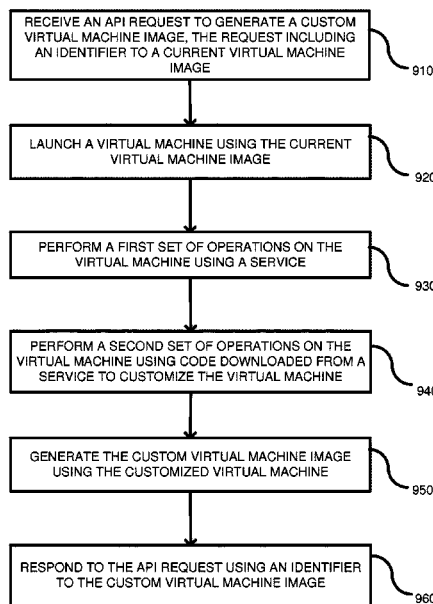 RECEIVE AN API REQUEST TO GENERATE A CUSTOM
VIRTUAL MACHINE IMAGE, THE REQUEST INCLUDING
AN IDENTIFIER TO A CURRENT VIRTUAL MACHINE
IMAGE
910
LAUNCH A VIRTUAL MACHINE USING THE CURRENT
VIRTUAL MACHINE IMAGE
920
PERFORM A FIRST SET OF OPERATIONS ON THE
VIRTUAL MACHINE USING A SERVICE
930
PERFORM A SECOND SET OF OPERATIONS ON THE
VIRTUAL MACHINE USING CODE DOWNLOADED FROM A
SERVICE TO CUSTOMIZE THE VIRTUAL MACHINE
940
GENERATE THE CUSTOM VIRTUAL MACHINE IMAGE
USING THE CUSTOMIZED VIRTUAL MACHINE
950
RESPOND TO THE API REQUEST USING AN IDENTIFIER
TO THE CUSTOM VIRTUAL MACHINE IMAGE
960